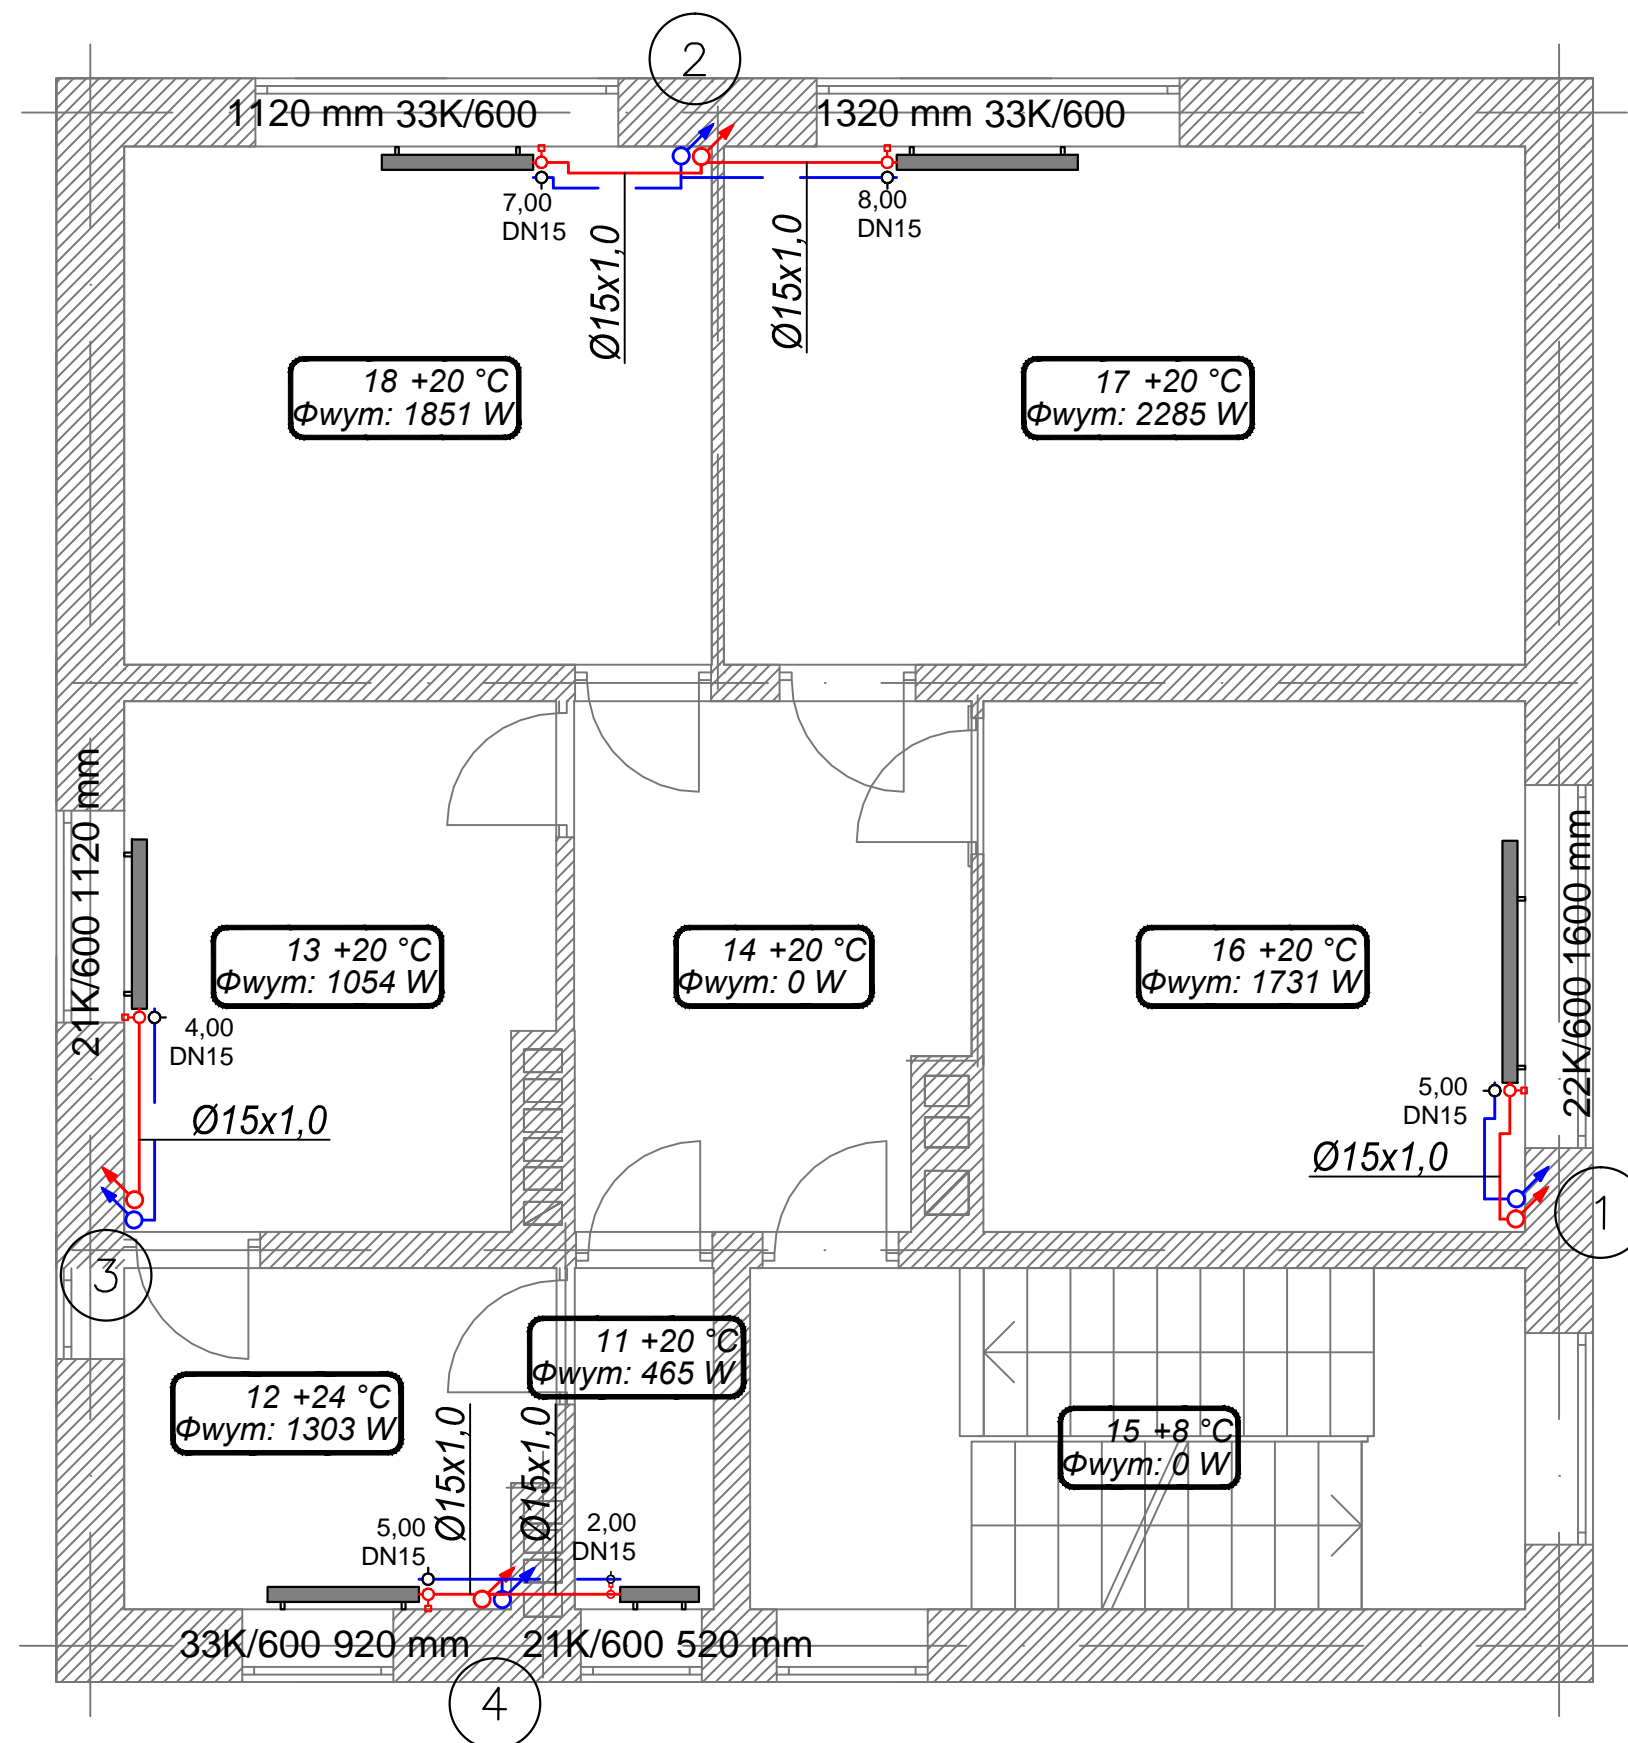 2
1120 mm 33K/600
1320 mm 33K/600
7,00
DN15
8,00
DN15
Ø15x1,0
Ø15x1,0
18 +20 °C
Φwym: 1851 W
17 +20 °C
Φwym: 2285 W
21K/600 1120 mm
22K/600 1600 mm
13 +20 °C
Φwym: 1054 W
14 +20 °C
Φwym: 0 W
16 +20 °C
Φwym: 1731 W
4,00
DN15
5,00
DN15
Ø15x1,0
Ø15x1,0
3
1
11 +20 °C
Φwym: 465 W
12 +24 °C
Φwym: 1303 W
15 +8 °C
Φwym: 0 W
Ø15x1,0
Ø15x1,0
5,00
DN15
2,00
DN15
33K/600 920 mm
21K/600 520 mm
4